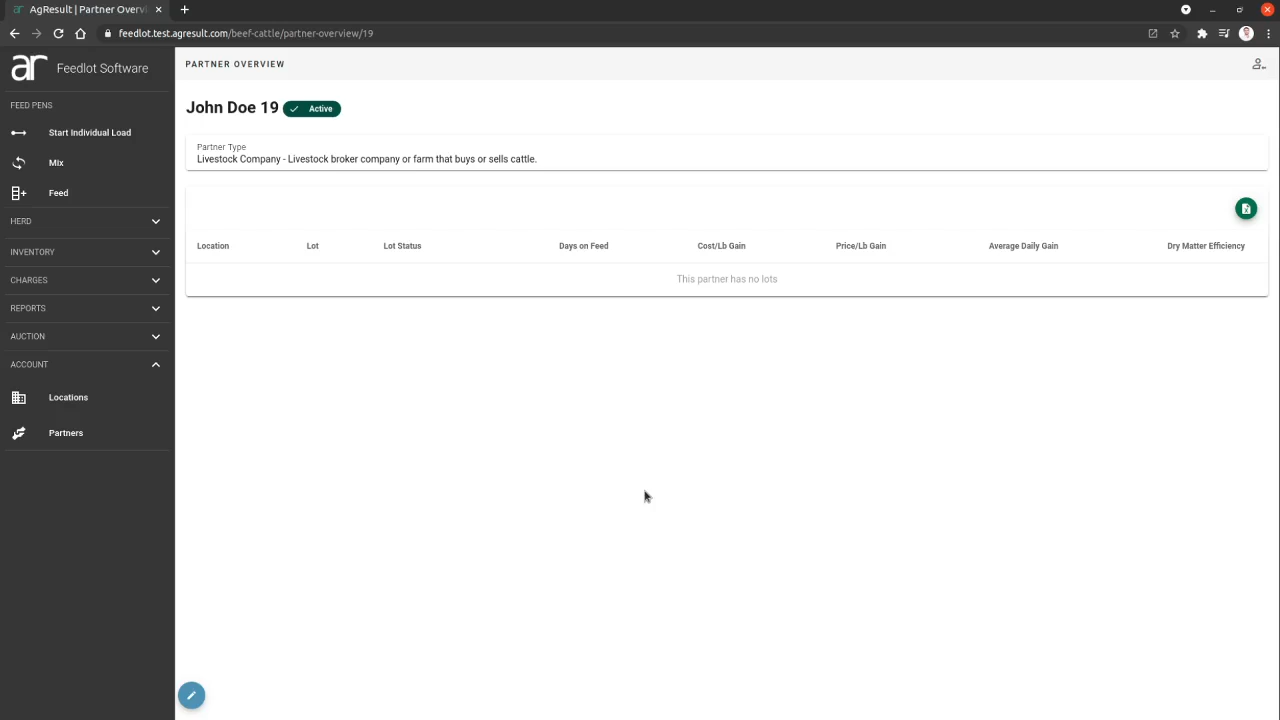 AgResult | Partner Overvi
feedlot.test.agresult.com/beef-cattle/partner-overview/19
ar Feedlot Software
PARTNER OVERVIEW
FEED PENS
Start Individual Load
Mix
Feed
HERD
INVENTORY
CHARGES
REPORTS
AUCTION
ACCOUNT
Locations
Partners
John Doe 19 Active
Partner Type
Livestock Company - Livestock broker company or farm that buys or sells cattle.
Location Lot Lot Status Days on Feed Cost/Lb Gain Price/Lb Gain Average Daily Gain Dry Matter Efficiency
This partner has no lots